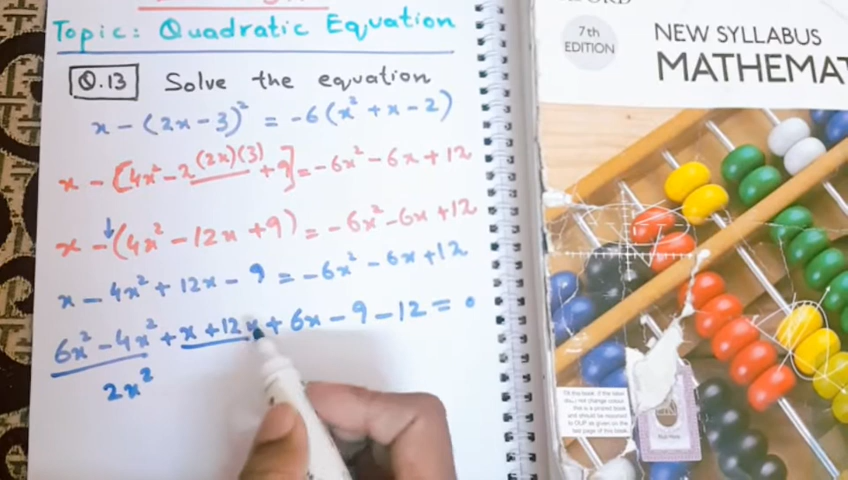 Topic: Quadratic Equation
Q.13 Solve the equation
x - (2x - 3)² = -6(x² + x - 2)
x - [4x² - 2(2x)(3) + 9] = -6x² - 6x + 12
x - (4x² - 12x + 9) = -6x² - 6x + 12
x - 4x² + 12x - 9 = -6x² - 6x + 12
6x² - 4x² + x + 12x + 6x - 9 - 12 = 0
2x²
7th
EDITION
NEW SYLLABUS
MATHEMAT